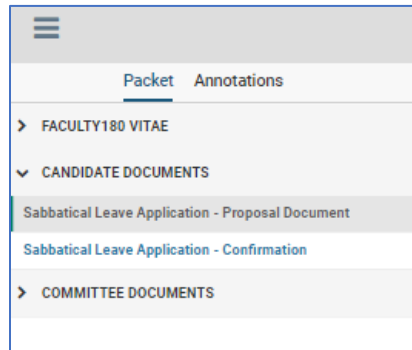 Packet Annotations
FACULTY180 VITAE
CANDIDATE DOCUMENTS
Sabbatical Leave Application - Proposal Document
Sabbatical Leave Application - Confirmation
COMMITTEE DOCUMENTS